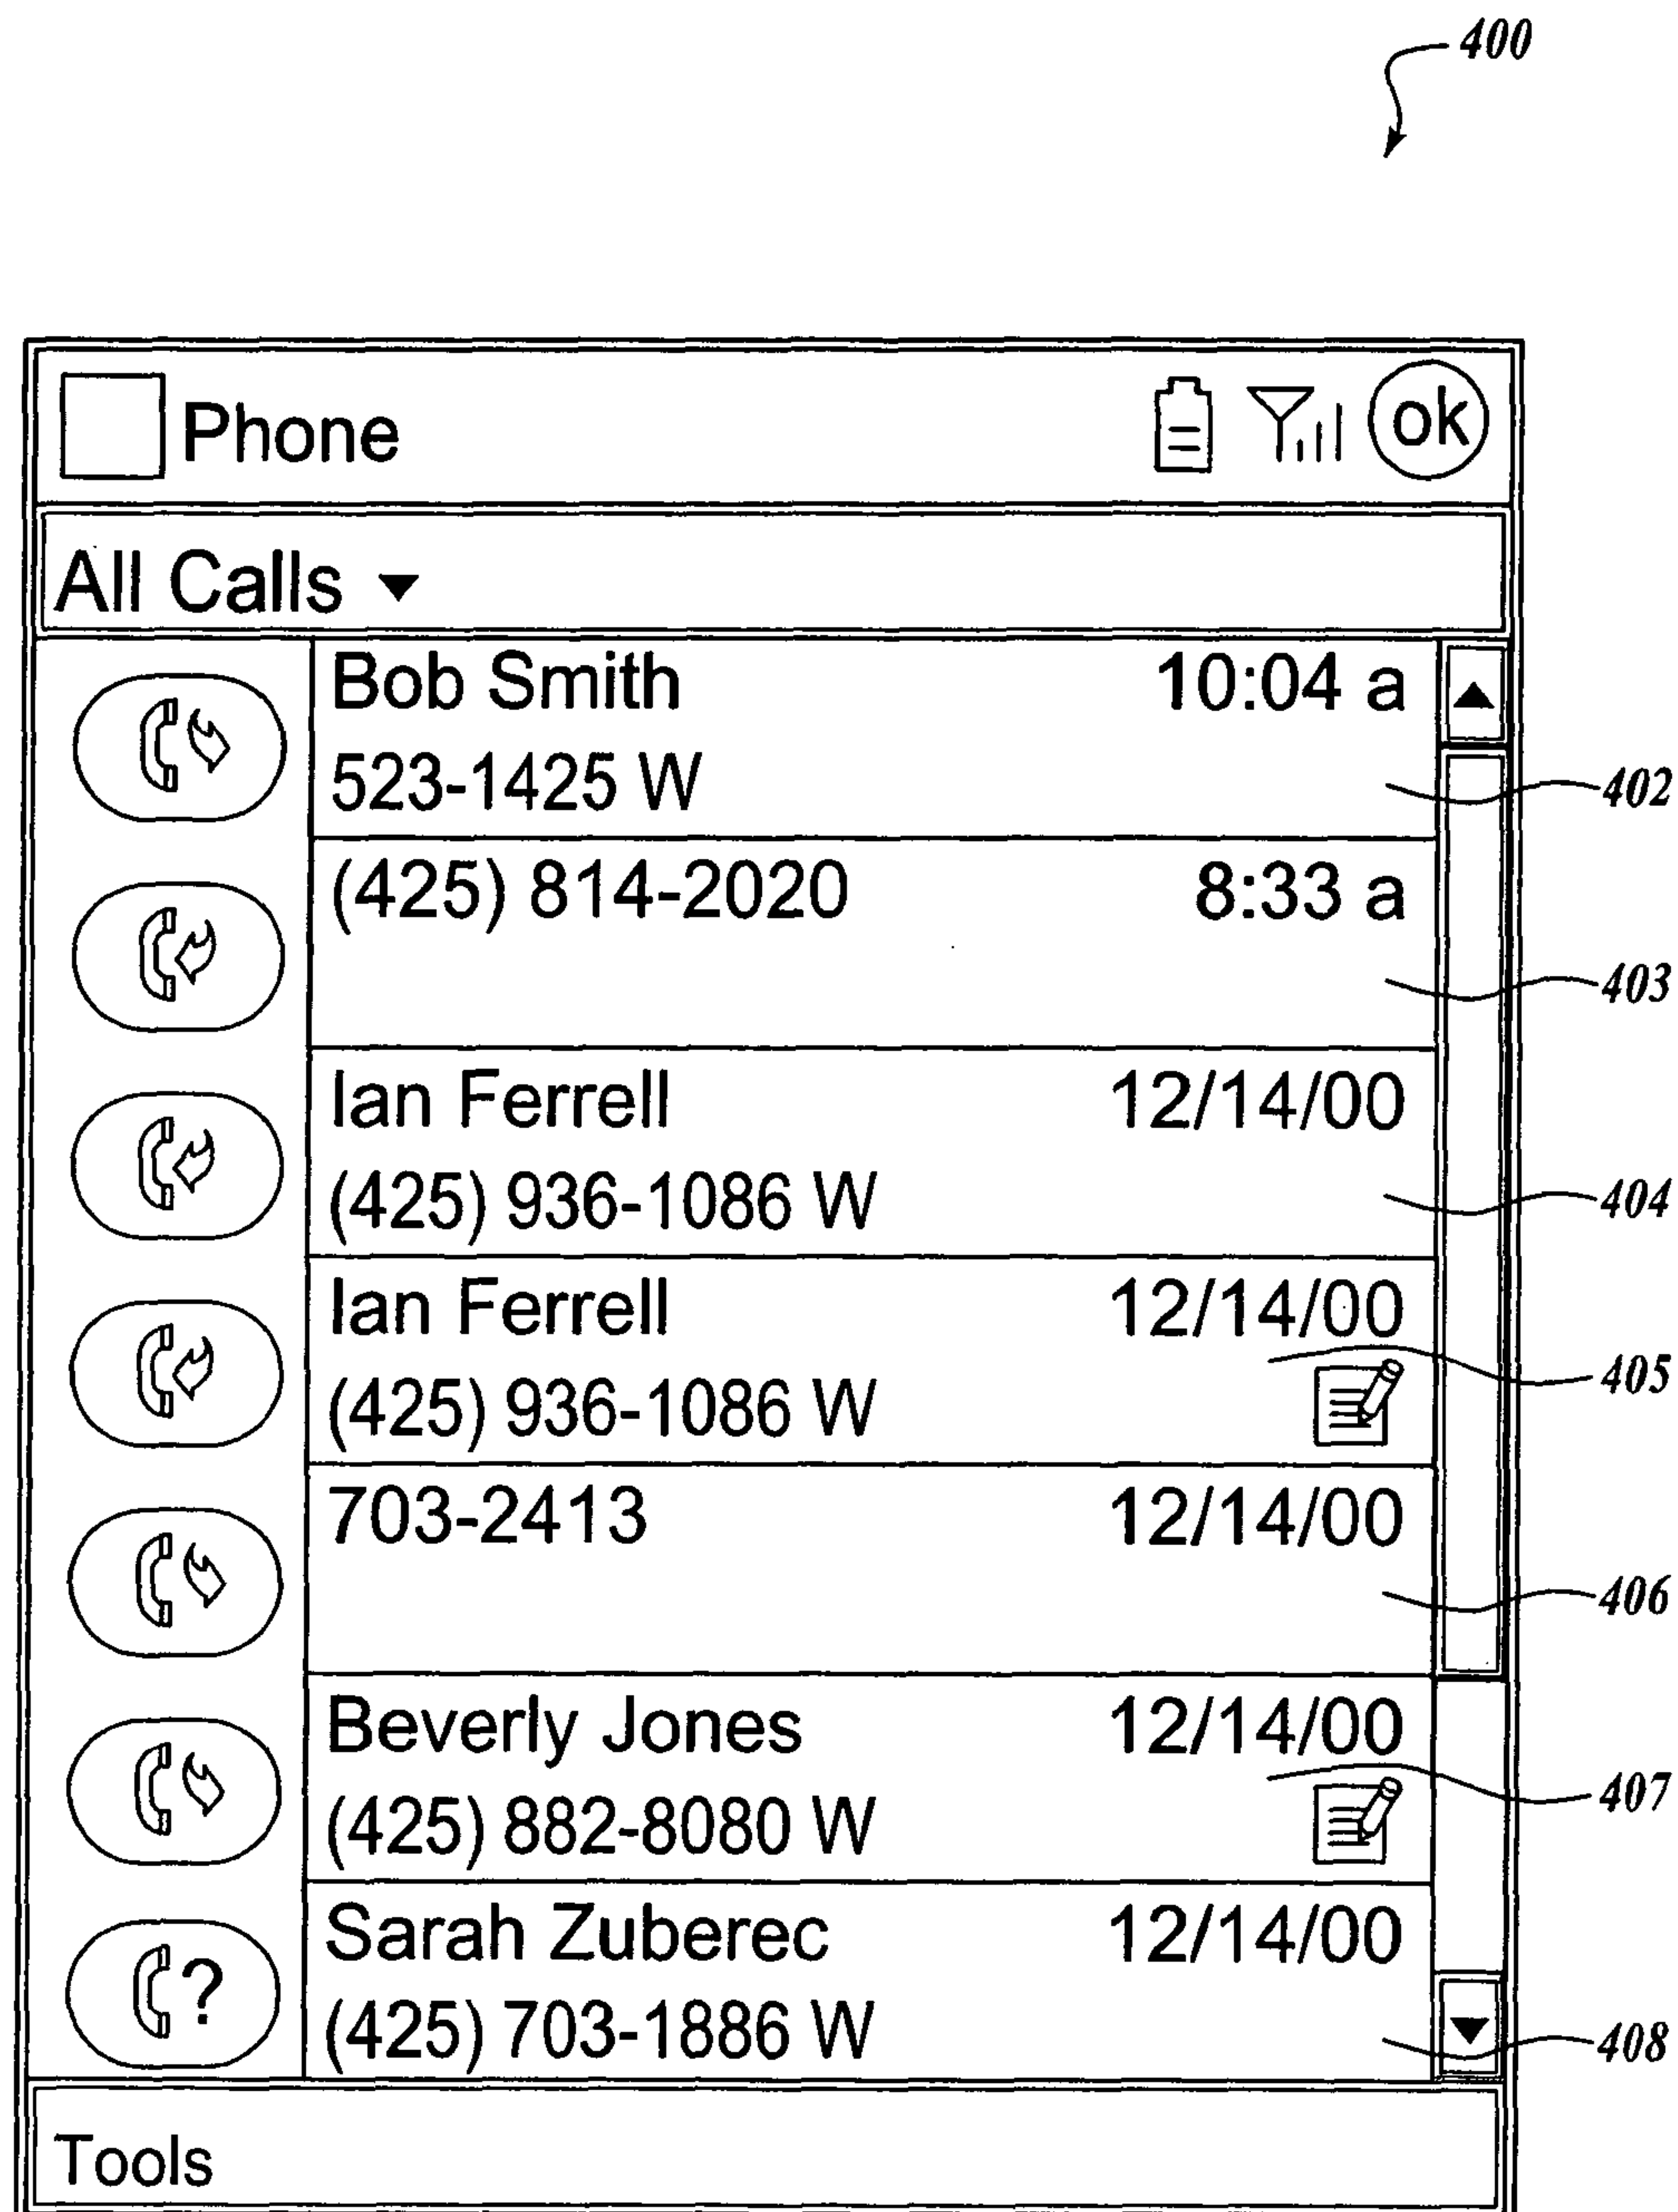 400
Phone ok
All Calls
Bob Smith 10:04 a
523-1425 W
402
(425) 814-2020 8:33 a
403
Ian Ferrell 12/14/00
(425) 936-1086 W
404
Ian Ferrell 12/14/00
405
(425) 936-1086 W
703-2413 12/14/00
406
Beverly Jones 12/14/00
407
(425) 882-8080 W
?
Sarah Zuberec 12/14/00
(425) 703-1886 W
408
Tools